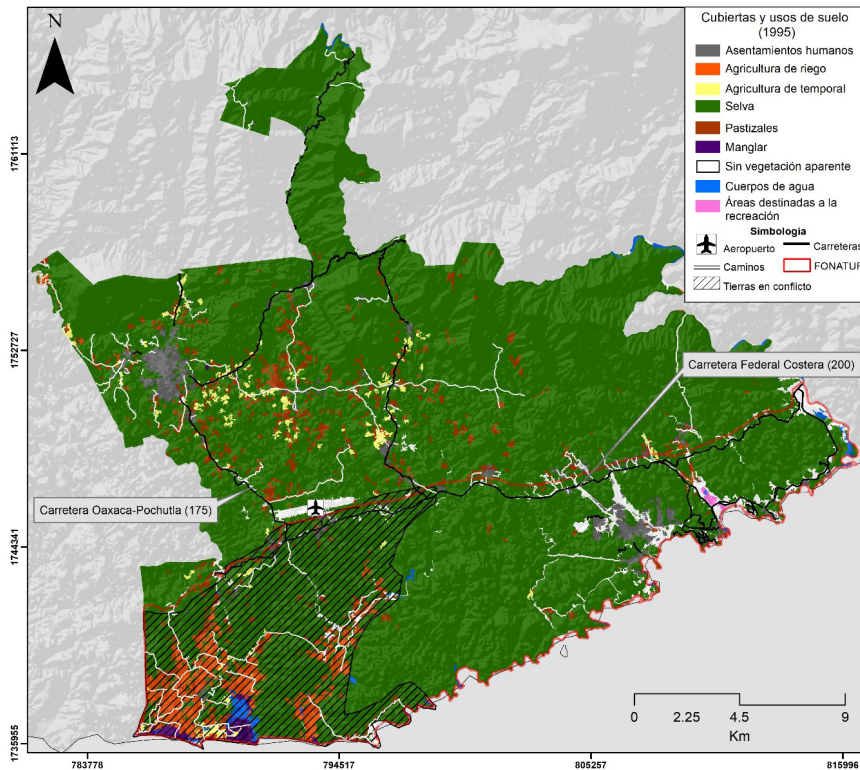 N
Cubiertas y usos de suelo
(1995)
Asentamientos humanos
Agricultura de riego
Agricultura de temporal
Selva
Pastizales
Manglar
Sin vegetación aparente
Cuerpos de agua
Áreas destinadas a la
recreación
Simbología
Aeropuerto
Carreteras
Caminos
FONATUR
Tierras en conflicto
1761113
1752727
1744341
1735955
Carretera Federal Costera (200)
Carretera Oaxaca-Pochutla (175)
0 2.25 4.5 9
Km
783778 794517 805257 815996